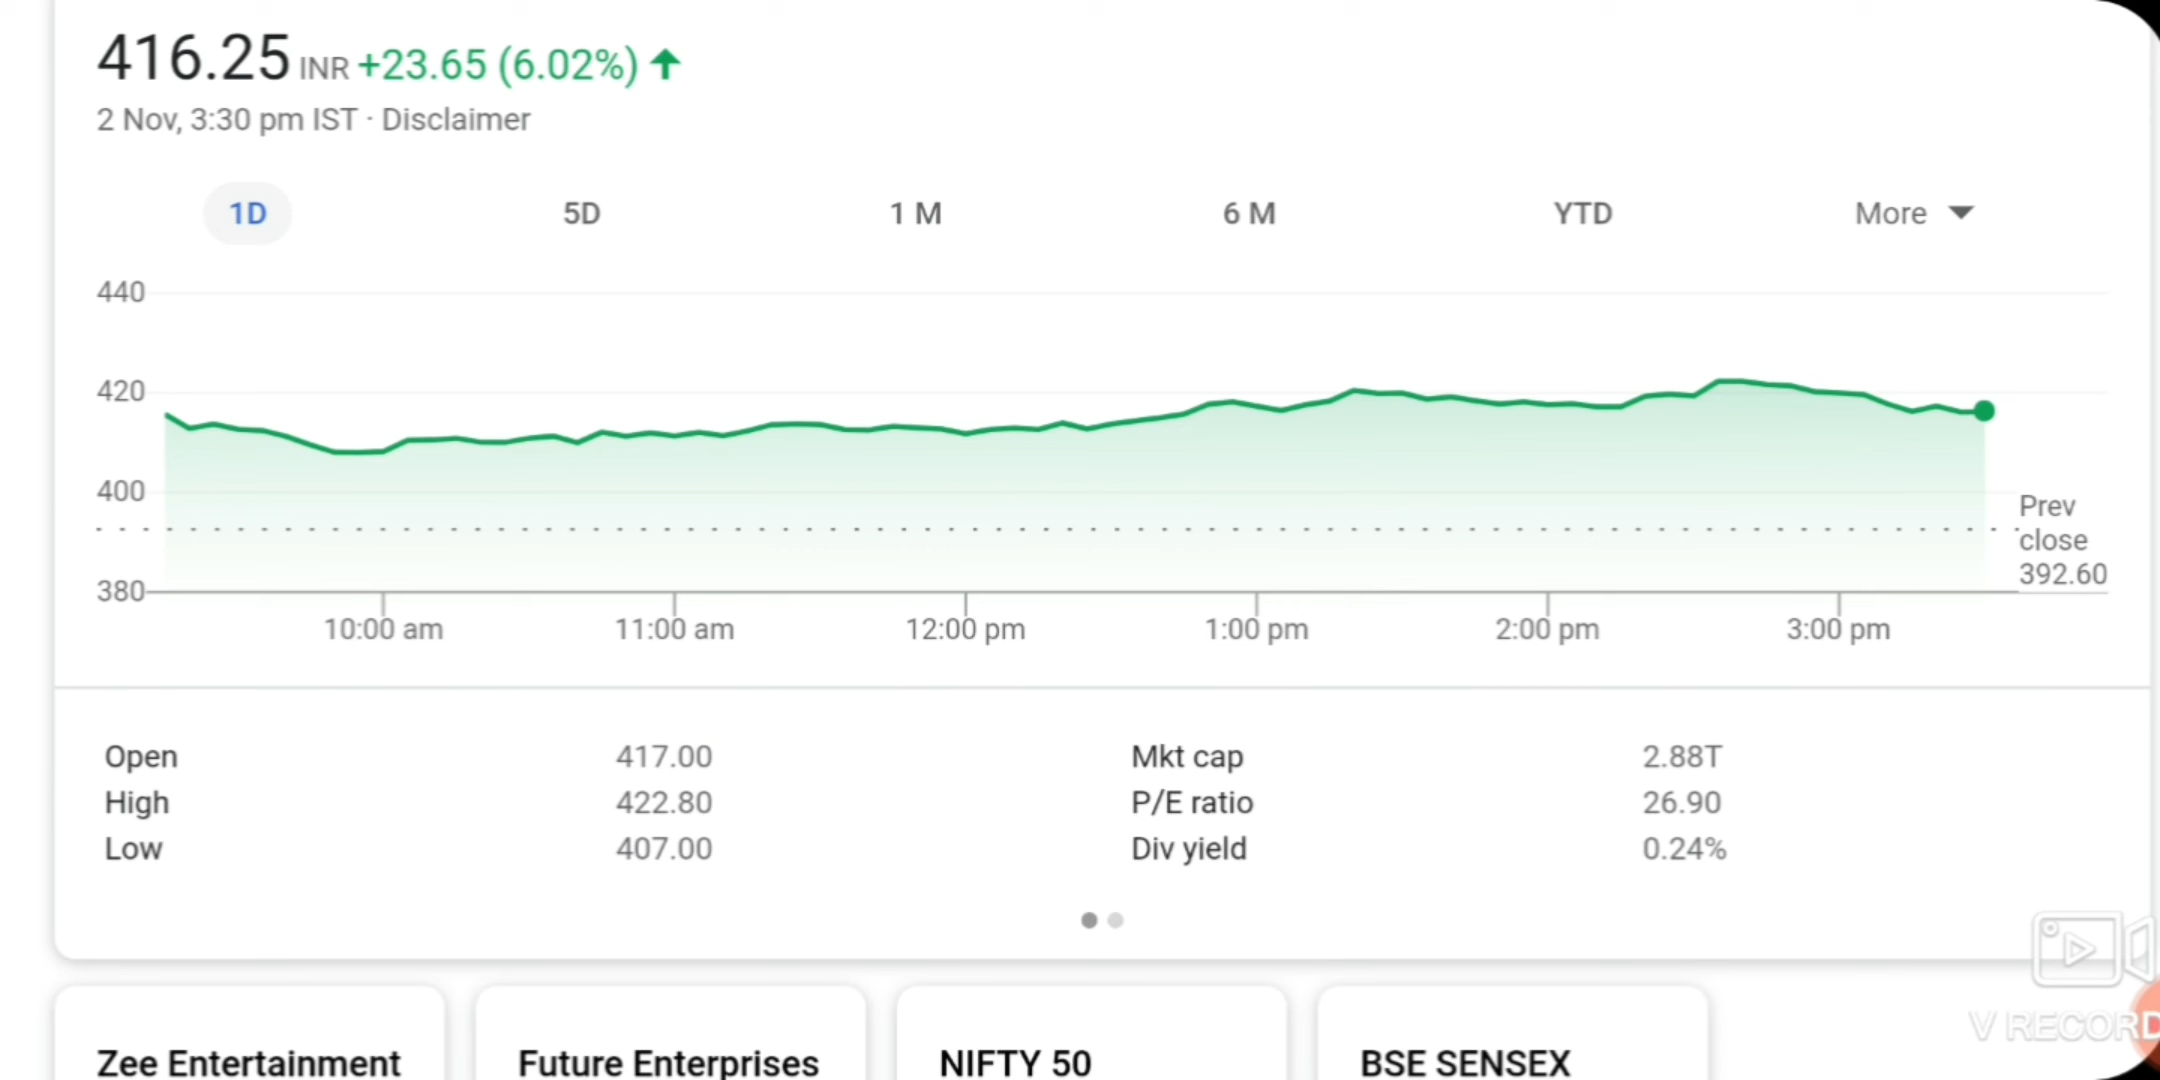 416.25 INR +23.65 (6.02%)
2 Nov, 3:30 pm IST · Disclaimer
1D 5D 1 M 6 M YTD More
440
420
400
380
Prev
close
392.60
10:00 am 11:00 am 12:00 pm 1:00 pm 2:00 pm 3:00 pm
Open 417.00 Mkt cap 2.88T
High 422.80 P/E ratio 26.90
Low 407.00 Div yield 0.24%
V RECORD
Zee Entertainment Future Enterprises NIFTY 50 BSE SENSEX